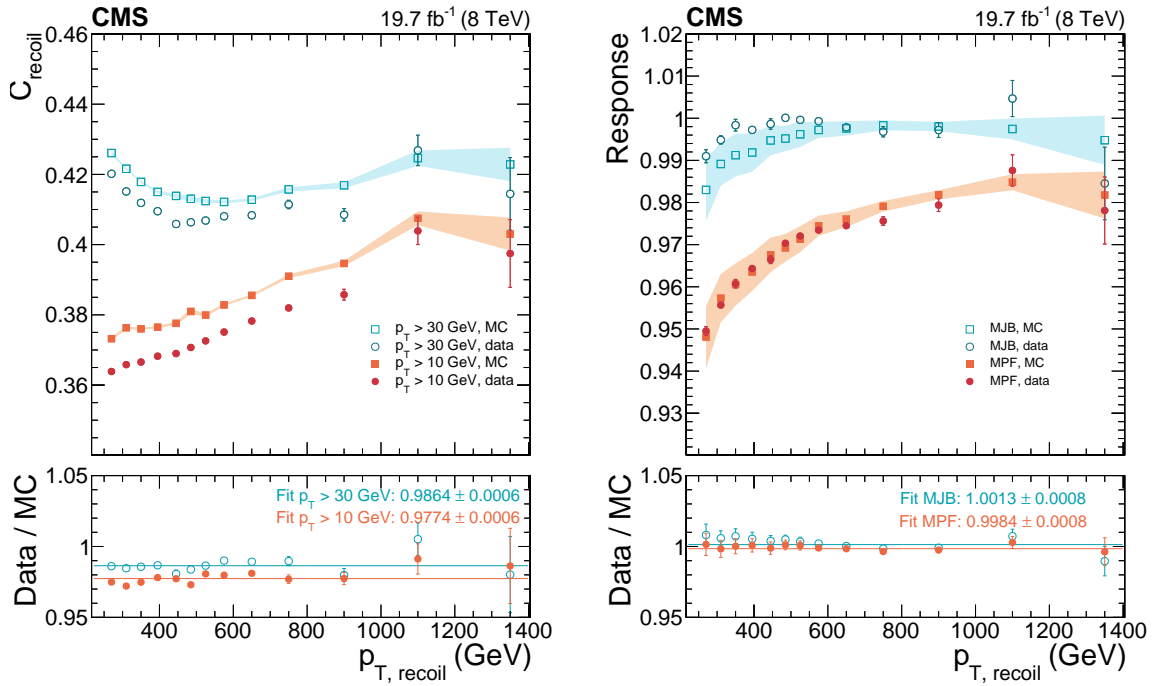 CMS
19.7 fb⁻¹ (8 TeV)
C_recoil
0.46
0.44
0.42
0.4
0.38
0.36
p_T > 30 GeV, MC
p_T > 30 GeV, data
p_T > 10 GeV, MC
p_T > 10 GeV, data
Data / MC
1.05
1
0.95
Fit p_T > 30 GeV: 0.9864 ± 0.0006
Fit p_T > 10 GeV: 0.9774 ± 0.0006
400 600 800 1000 1200 1400
p_T, recoil (GeV)
CMS
19.7 fb⁻¹ (8 TeV)
Response
1.02
1.01
1
0.99
0.98
0.97
0.96
0.95
0.94
0.93
MJB, MC
MJB, data
MPF, MC
MPF, data
Data / MC
1.05
1
0.95
Fit MJB: 1.0013 ± 0.0008
Fit MPF: 0.9984 ± 0.0008
400 600 800 1000 1200 1400
p_T, recoil (GeV)